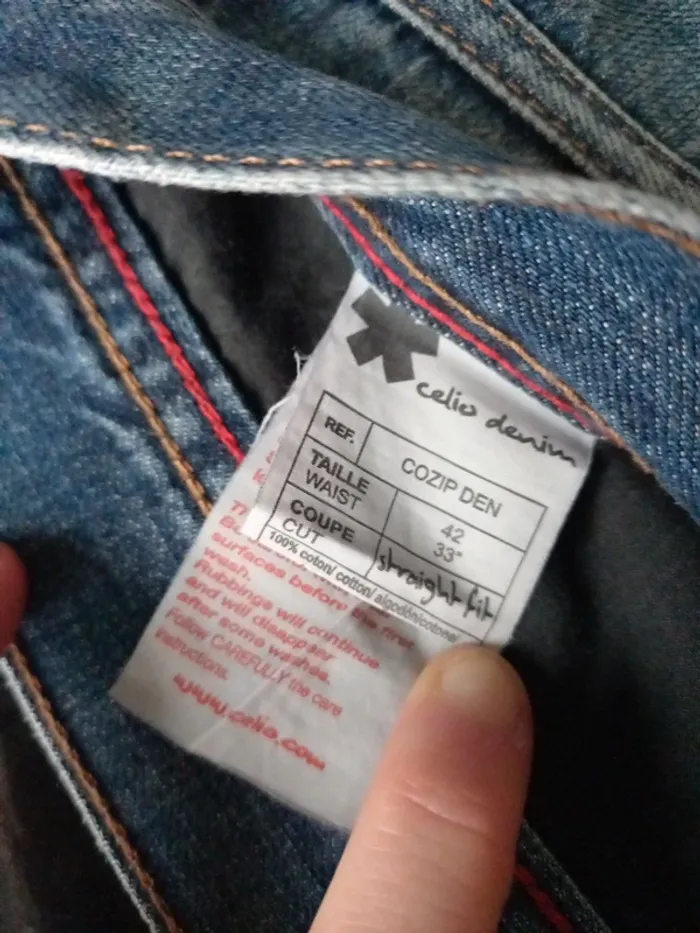 celio denim
REF. COZIP DEN
TAILLE 42
WAIST 33"
COUPE straight fit
CUT
100% coton/ cotton/ algodón/cotone/
surfaces before the first
wash.
Rubbings will continue
and will disappear
after some washes.
Follow CAREFULLY the care
instructions.
www.celio.com